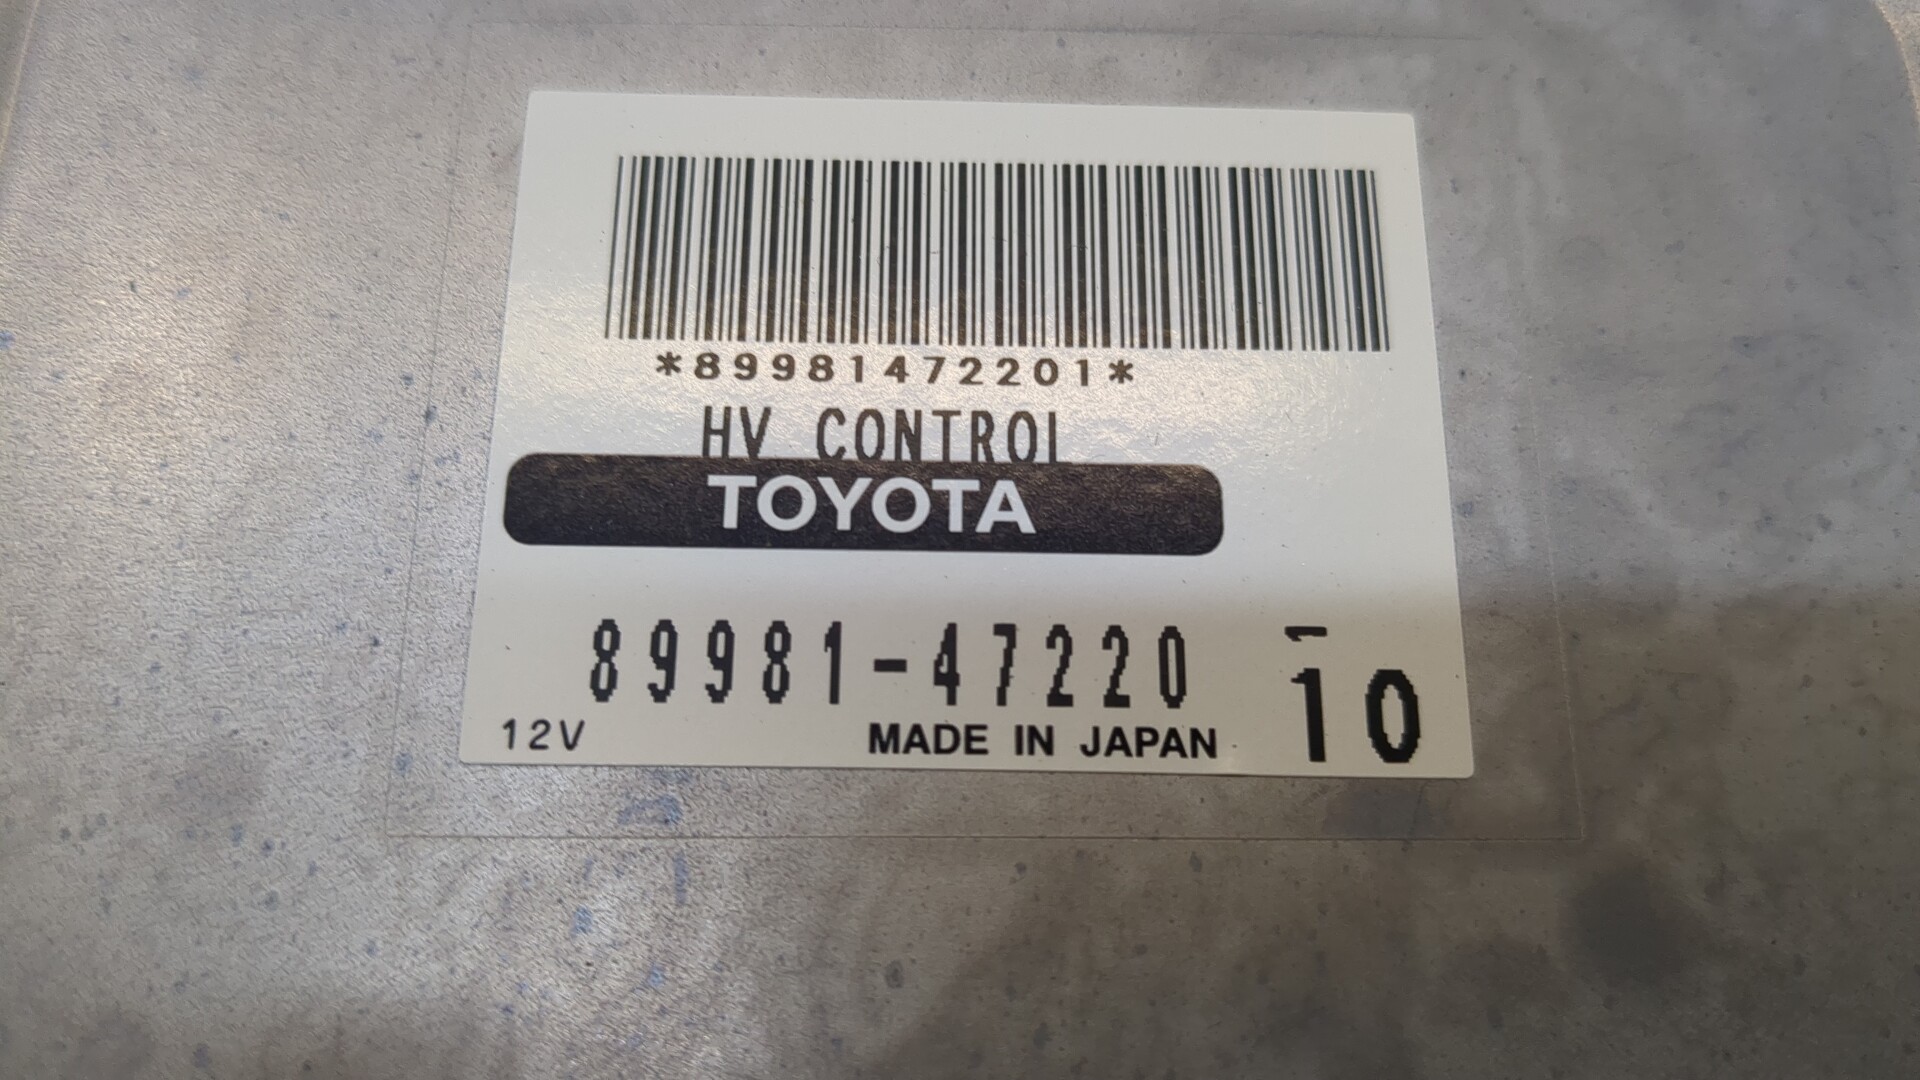 *89981472201*
HV CONTROL
TOYOTA
89981-47220
12V MADE IN JAPAN 10